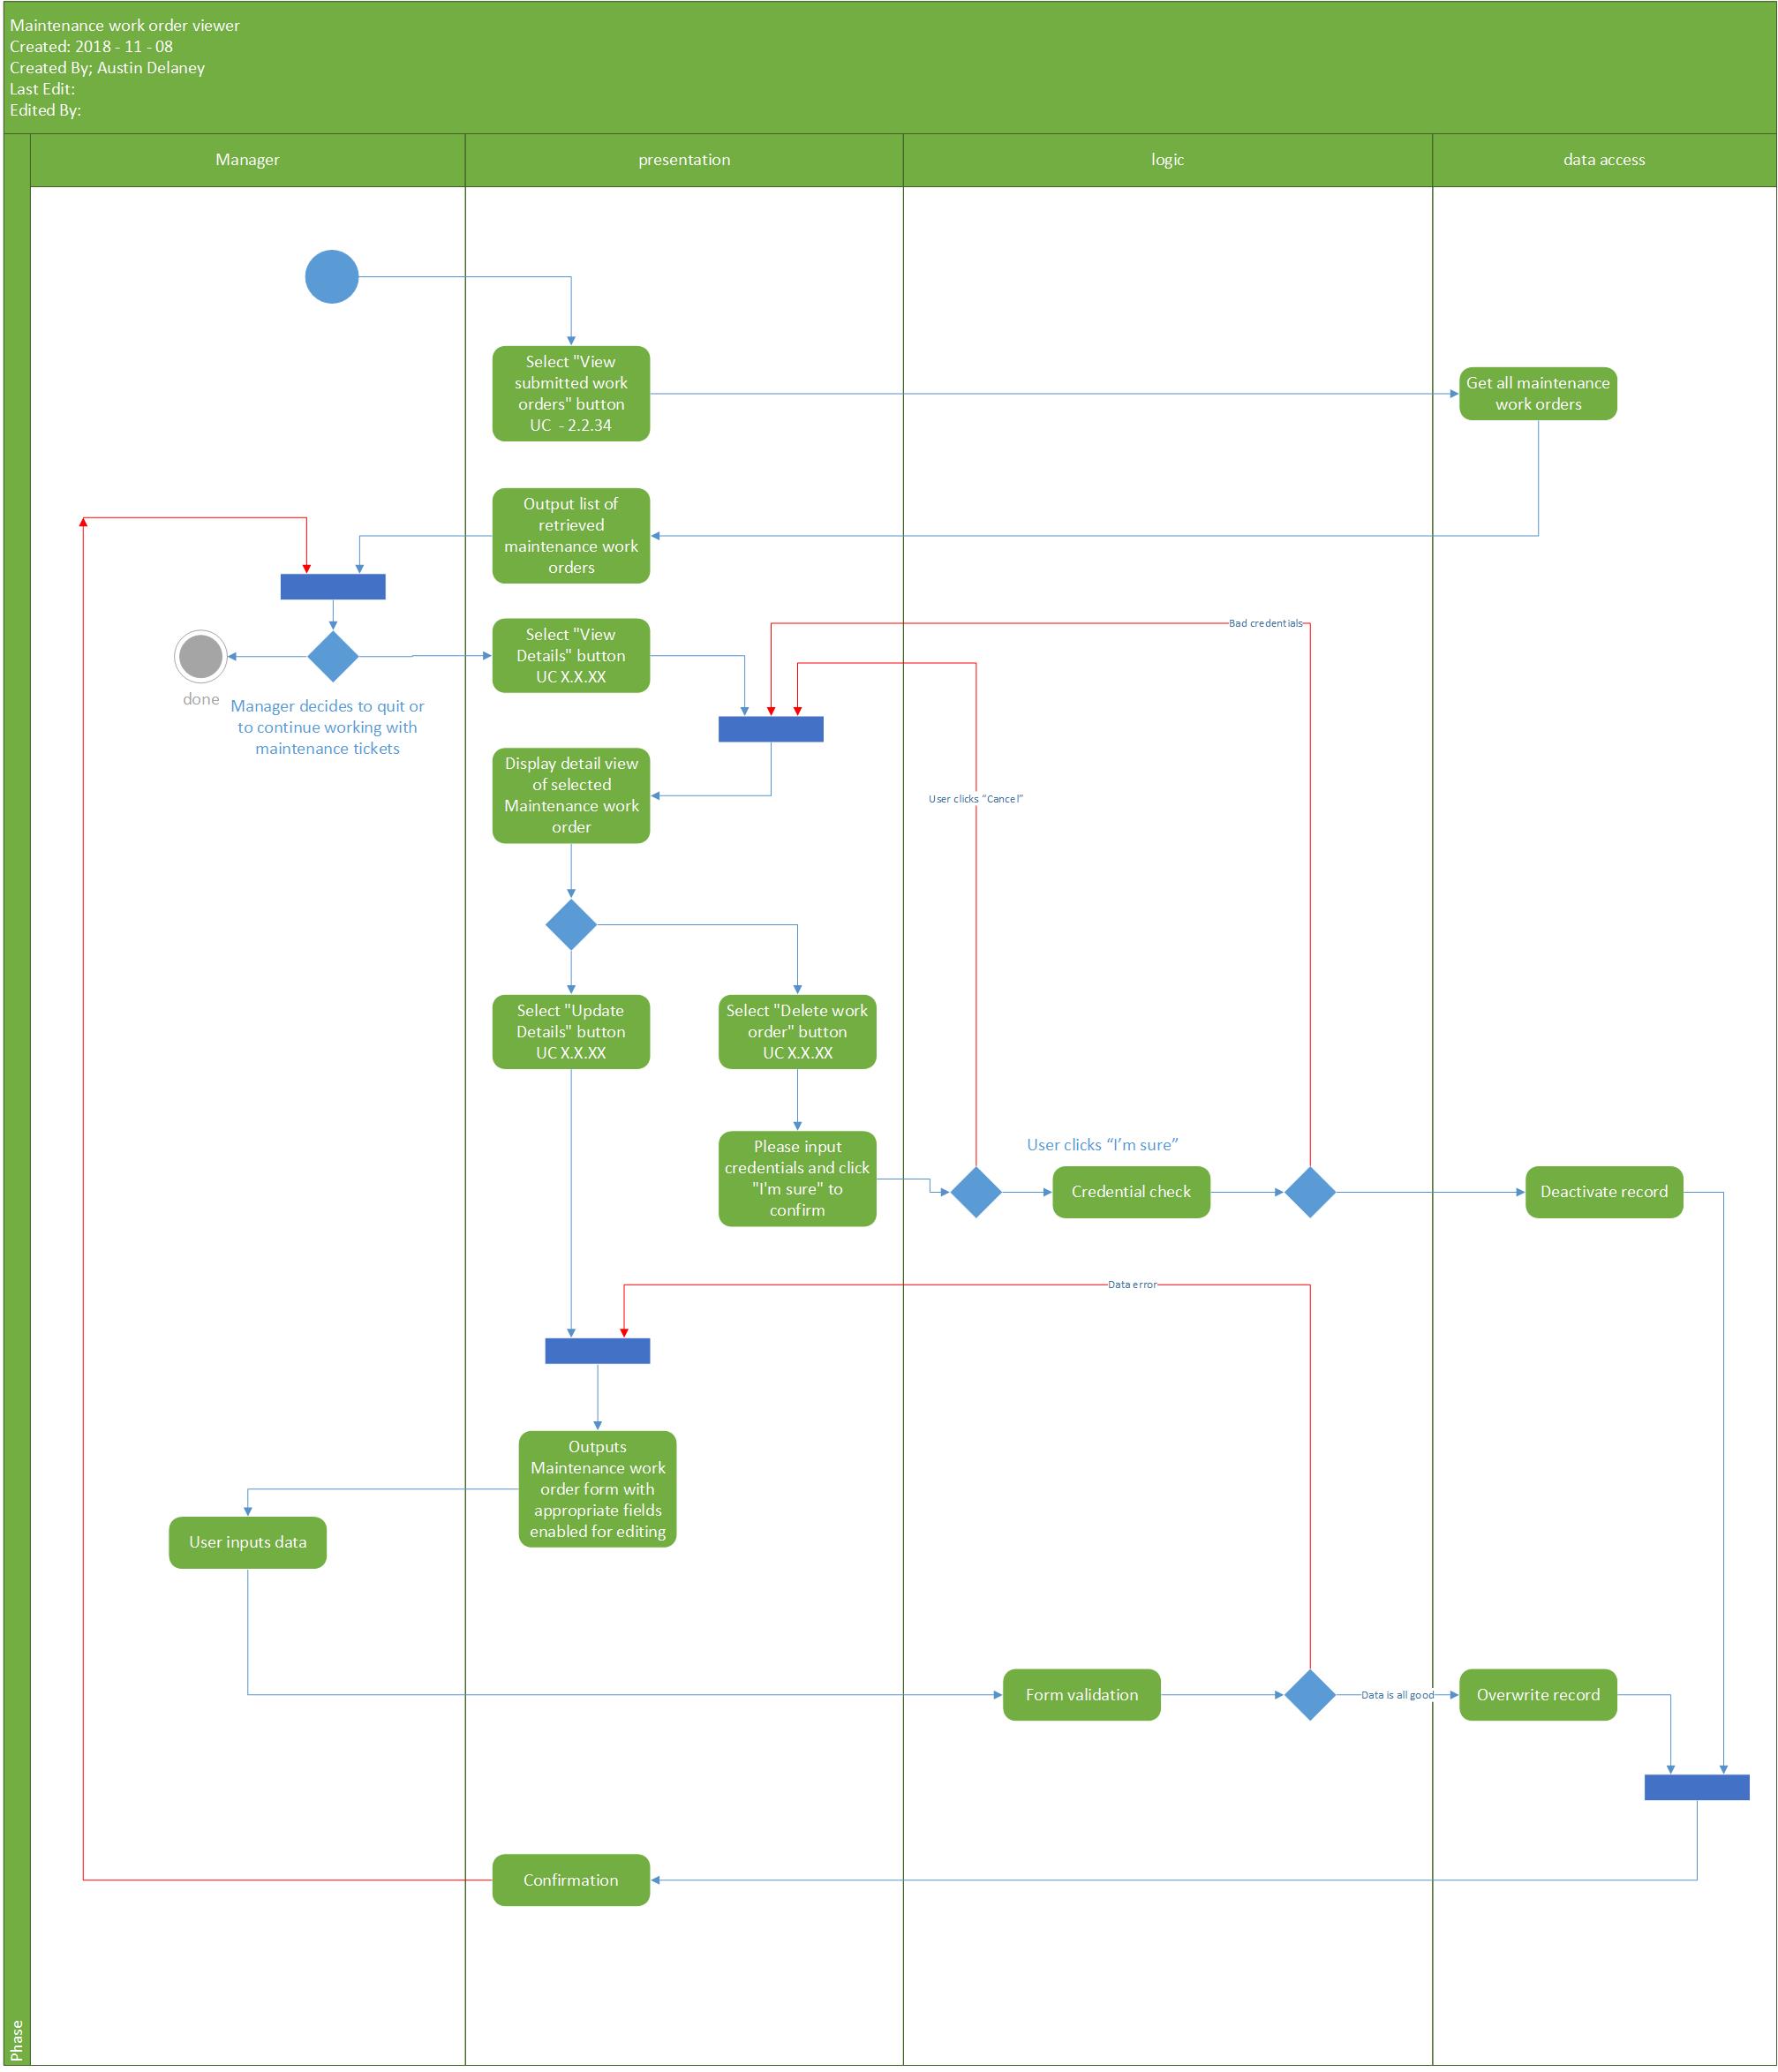 Maintenance work order viewer
Created: 2018 - 11 - 08
Created By; Austin Delaney
Last Edit:
Edited By:
Manager
presentation
logic
data access
Select "View
submitted work
orders" button
UC - 2.2.34
Get all maintenance
work orders
Output list of
retrieved
maintenance work
orders
done
Manager decides to quit or
to continue working with
maintenance tickets
Select "View
Details" button
UC X.X.XX
Bad credentials
Display detail view
of selected
Maintenance work
order
User clicks “Cancel”
Select "Update
Details" button
UC X.X.XX
Select "Delete work
order" button
UC X.X.XX
Please input
credentials and click
"I'm sure" to
confirm
User clicks “I’m sure”
Credential check
Deactivate record
Data error
Outputs
Maintenance work
order form with
appropriate fields
enabled for editing
User inputs data
Form validation
Data is all good
Overwrite record
Confirmation
Phase